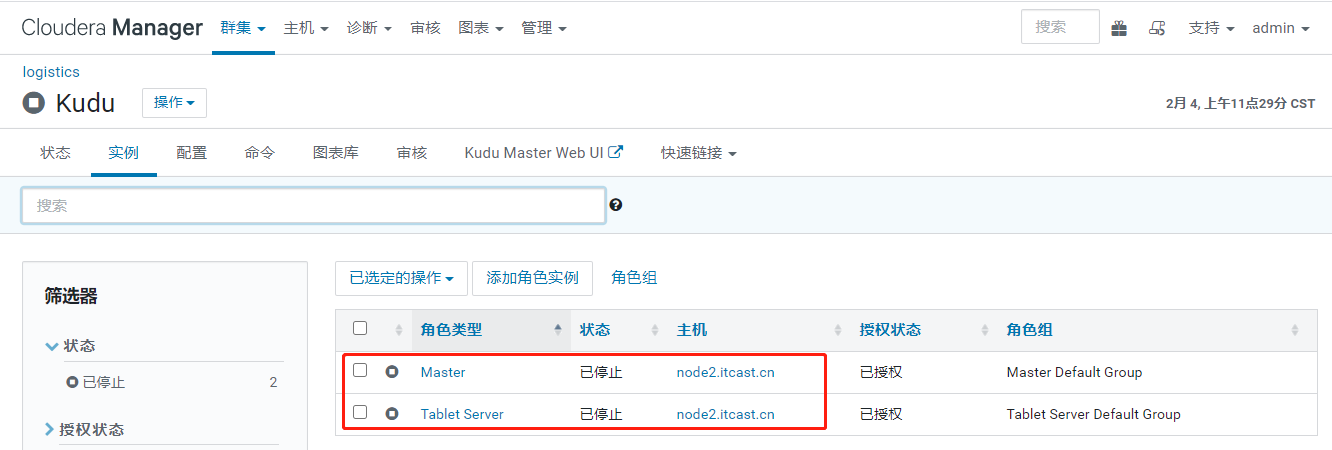 Cloudera Manager 群集 主机 诊断 审核 图表 管理 搜索 支持 admin
logistics
Kudu 操作 2月 4, 上午11点29分 CST
状态 实例 配置 命令 图表库 审核 Kudu Master Web UI 快速链接
搜索
筛选器
状态
已停止 2
授权状态
已选定的操作 添加角色实例 角色组
角色类型 状态 主机 授权状态 角色组
Master 已停止 node2.itcast.cn 已授权 Master Default Group
Tablet Server 已停止 node2.itcast.cn 已授权 Tablet Server Default Group